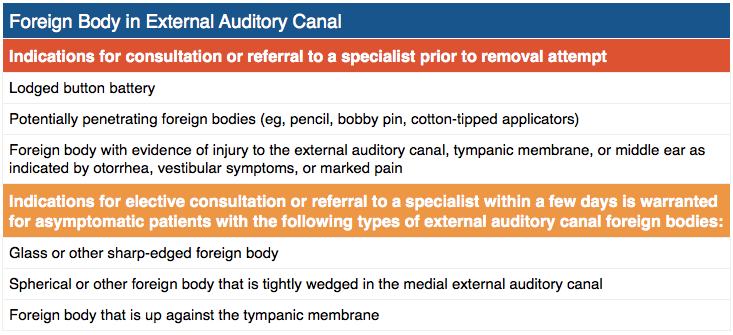 Foreign Body in External Auditory Canal
Indications for consultation or referral to a specialist prior to removal attempt
Lodged button battery
Potentially penetrating foreign bodies (eg, pencil, bobby pin, cotton-tipped applicators)
Foreign body with evidence of injury to the external auditory canal, tympanic membrane, or middle ear as
indicated by otorrhea, vestibular symptoms, or marked pain
Indications for elective consultation or referral to a specialist within a few days is warranted
for asymptomatic patients with the following types of external auditory canal foreign bodies:
Glass or other sharp-edged foreign body
Spherical or other foreign body that is tightly wedged in the medial external auditory canal
Foreign body that is up against the tympanic membrane